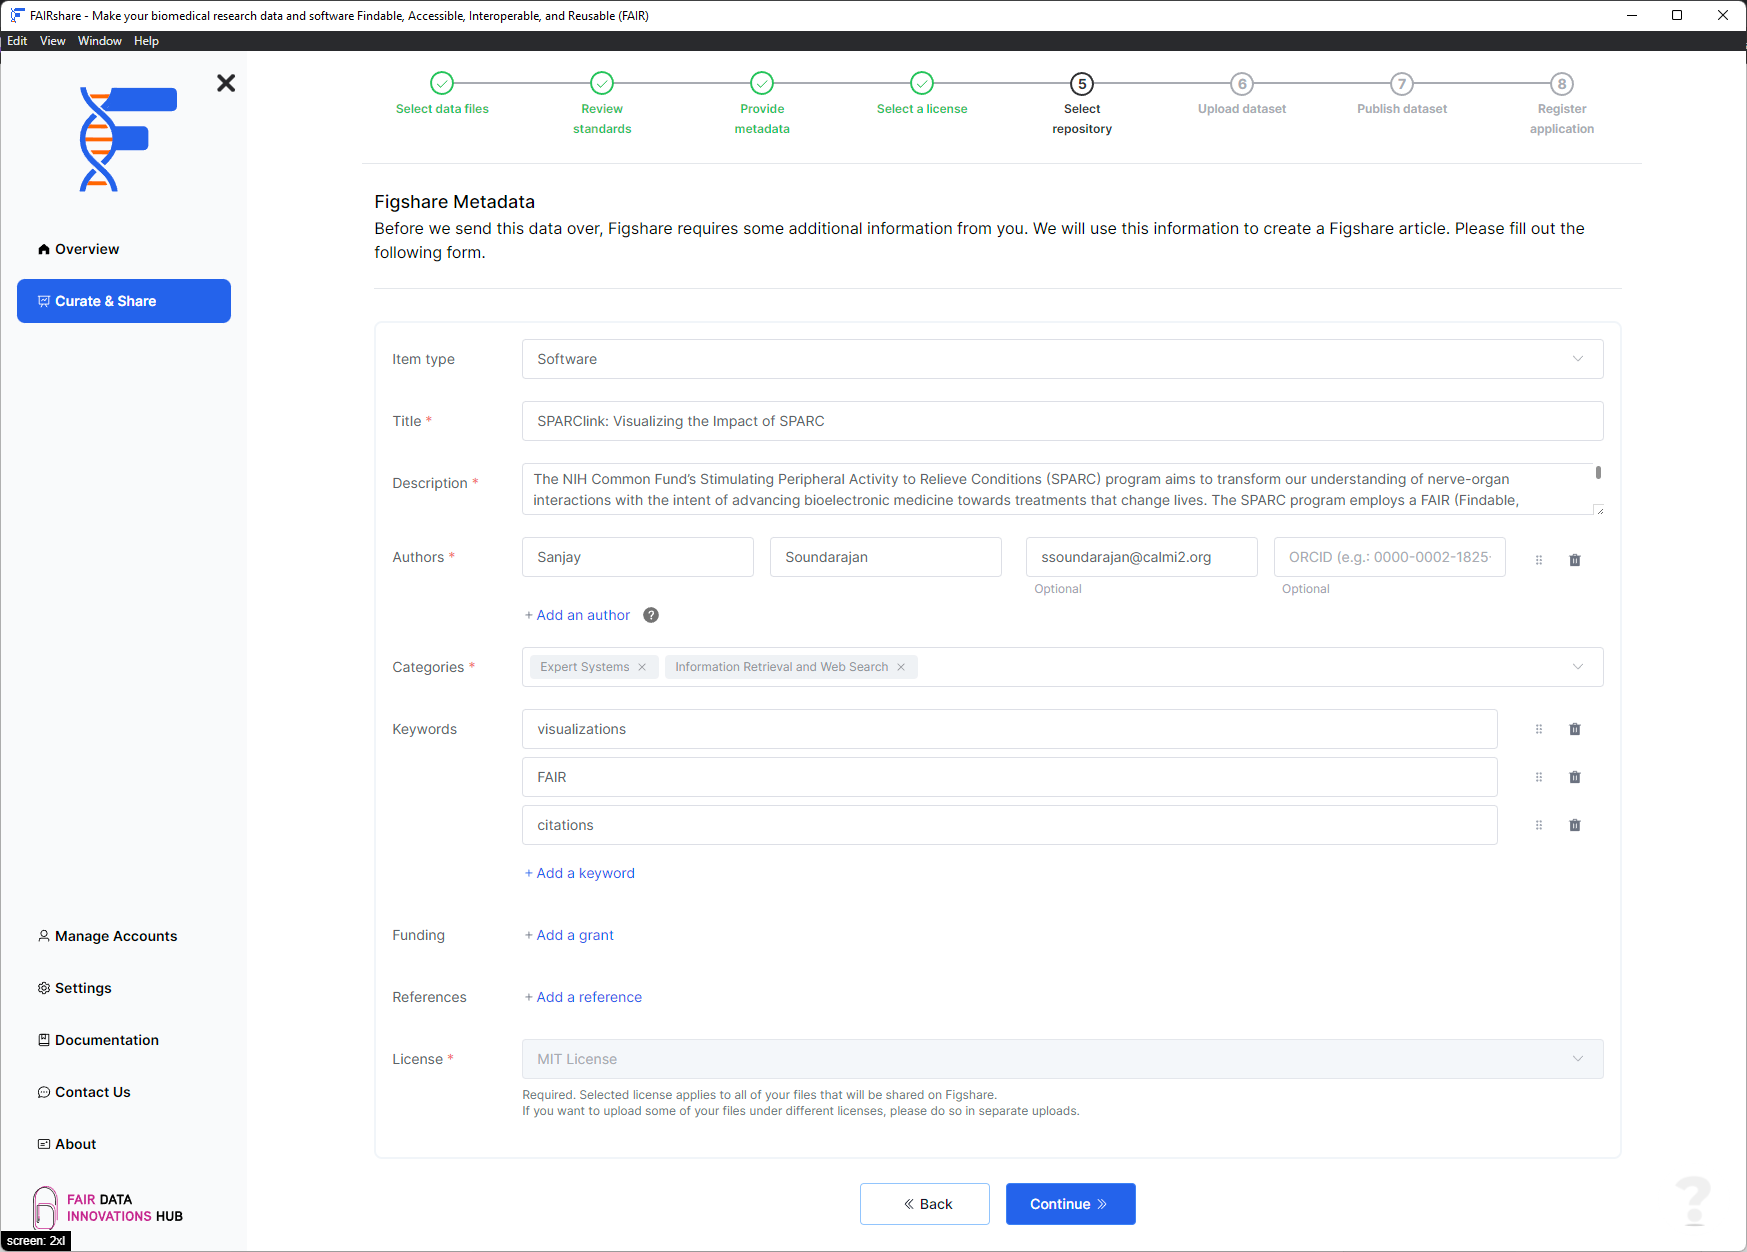 FAIRshare - Make your biomedical research data and software Findable, Accessible, Interoperable, and Reusable (FAIR)
Edit View Window Help
Select data files
Review standards
Provide metadata
Select a license
5
Select repository
6
Upload dataset
7
Publish dataset
8
Register application
Overview
Curate & Share
Manage Accounts
Settings
Documentation
Contact Us
About
FAIR DATA
INNOVATIONS HUB
screen: 2xl
Figshare Metadata
Before we send this data over, Figshare requires some additional information from you. We will use this information to create a Figshare article. Please fill out the
following form.
Item type
Software
Title *
SPARClink: Visualizing the Impact of SPARC
Description *
The NIH Common Fund’s Stimulating Peripheral Activity to Relieve Conditions (SPARC) program aims to transform our understanding of nerve-organ
interactions with the intent of advancing bioelectronic medicine towards treatments that change lives. The SPARC program employs a FAIR (Findable,
Authors *
Sanjay
Soundarajan
ssoundarajan@calmi2.org
ORCID (e.g.: 0000-0002-1825-
Optional
Optional
+ Add an author ?
Categories *
Expert Systems ×
Information Retrieval and Web Search ×
Keywords
visualizations
FAIR
citations
+ Add a keyword
Funding
+ Add a grant
References
+ Add a reference
License *
MIT License
Required. Selected license applies to all of your files that will be shared on Figshare.
If you want to upload some of your files under different licenses, please do so in separate uploads.
« Back
Continue »
?